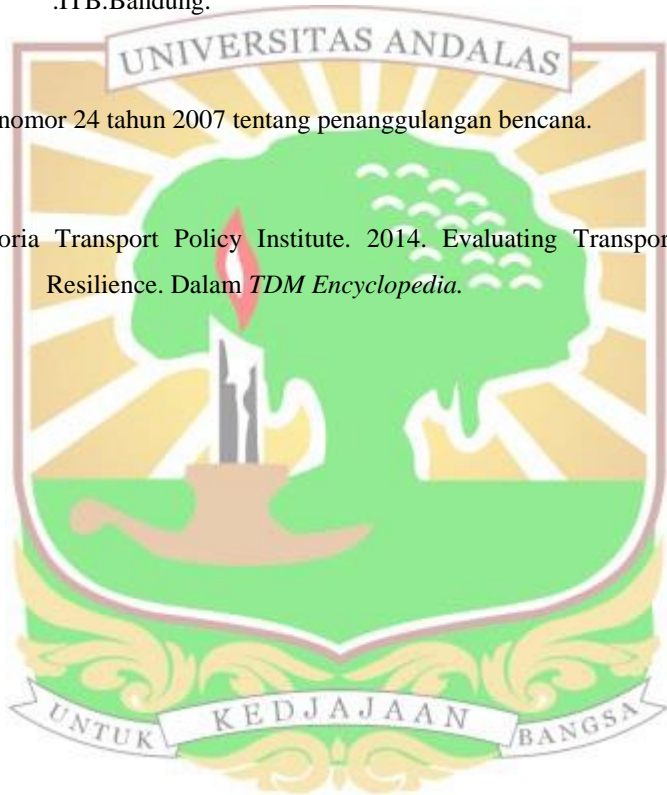 .ITB.Bandung.
UNIVERSITAS ANDALAS
nomor 24 tahun 2007 tentang penanggulangan bencana.
oria Transport Policy Institute. 2014. Evaluating Transpor
Resilience. Dalam TDM Encyclopedia.
UNTUK KEDJAJAAN BANGSA